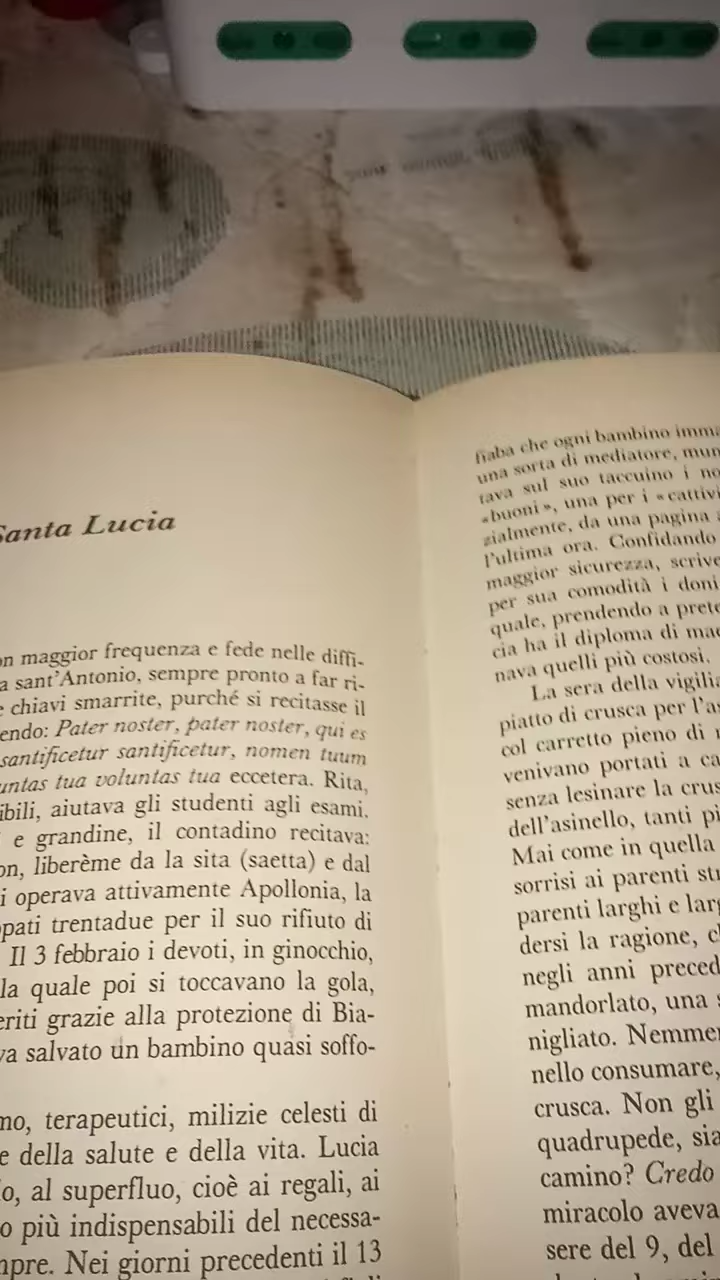 Santa Lucia
on maggior frequenza e fede nelle diffi-
a sant'Antonio, sempre pronto a far ri-
e chiavi smarrite, purché si recitasse il
endo: Pater noster, pater noster, qui es
santificetur santificetur, nomen tuum
untas tua voluntas tua eccetera. Rita,
ibili, aiutava gli studenti agli esami.
e grandine, il contadino recitava:
on, liberème da la sita (saetta) e dal
i operava attivamente Apollonia, la
ppati trentadue per il suo rifiuto di
Il 3 febbraio i devoti, in ginocchio,
la quale poi si toccavano la gola,
eriti grazie alla protezione di Bia-
va salvato un bambino quasi soffo-
mo, terapeutici, milizie celesti di
e della salute e della vita. Lucia
o, al superfluo, cioè ai regali, ai
o più indispensabili del necessa-
mpre. Nei giorni precedenti il 13
fiaba che ogni bambino imma
una sorta di mediatore, mun
tava sul suo taccuino i no
«buoni», una per i «cattivi
zialmente, da una pagina a
l'ultima ora. Confidando
maggior sicurezza, scrive
per sua comodità i doni
quale, prendendo a prete
cia ha il diploma di mae
nava quelli più costosi.
La sera della vigilia
piatto di crusca per l'as
col carretto pieno di r
venivano portati a ca
senza lesinare la crus
dell'asinello, tanti pi
Mai come in quella
sorrisi ai parenti str
parenti larghi e larg
dersi la ragione, c
negli anni preced
mandorlato, una s
nigliato. Nemmen
nello consumare,
crusca. Non gli
quadrupede, sia
camino? Credo
miracolo aveva
sere del 9, del